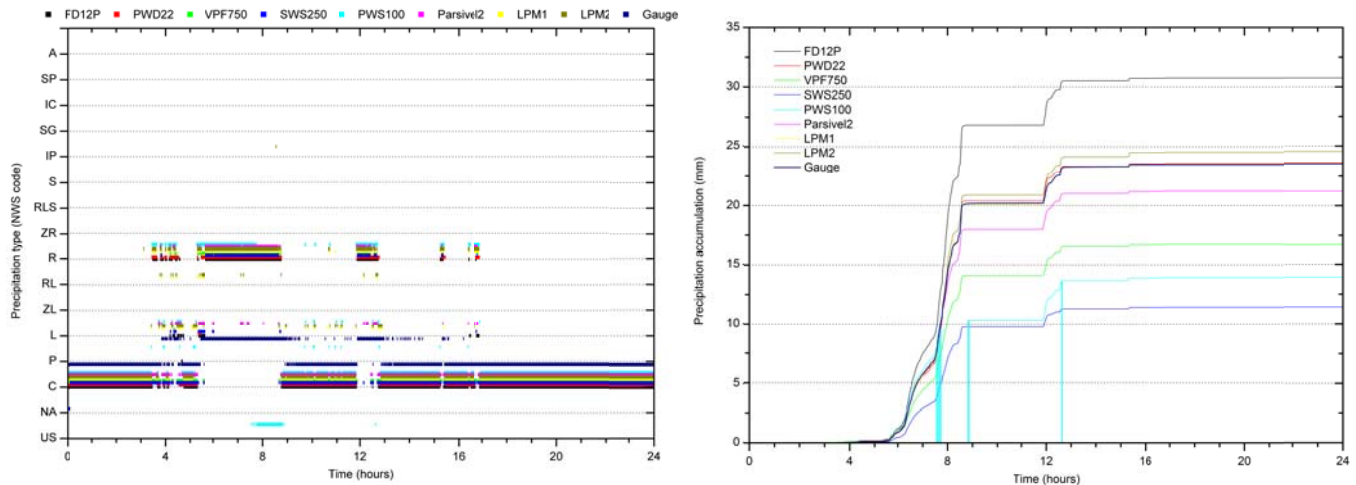 FD12P PWD22 VPF750 SWS250 PWS100 Parsivel2 LPM1 LPM2 Gauge
Precipitation type (NWS code)
A
SP
IC
SG
IP
S
RLS
ZR
R
RL
ZL
L
P
C
NA
US
0 4 8 12 16 20 24
Time (hours)
Precipitation accumulation (mm)
35
30
25
20
15
10
5
0
FD12P
PWD22
VPF750
SWS250
PWS100
Parsivel2
LPM1
LPM2
Gauge
4 8 12 16 20 24
Time (hours)